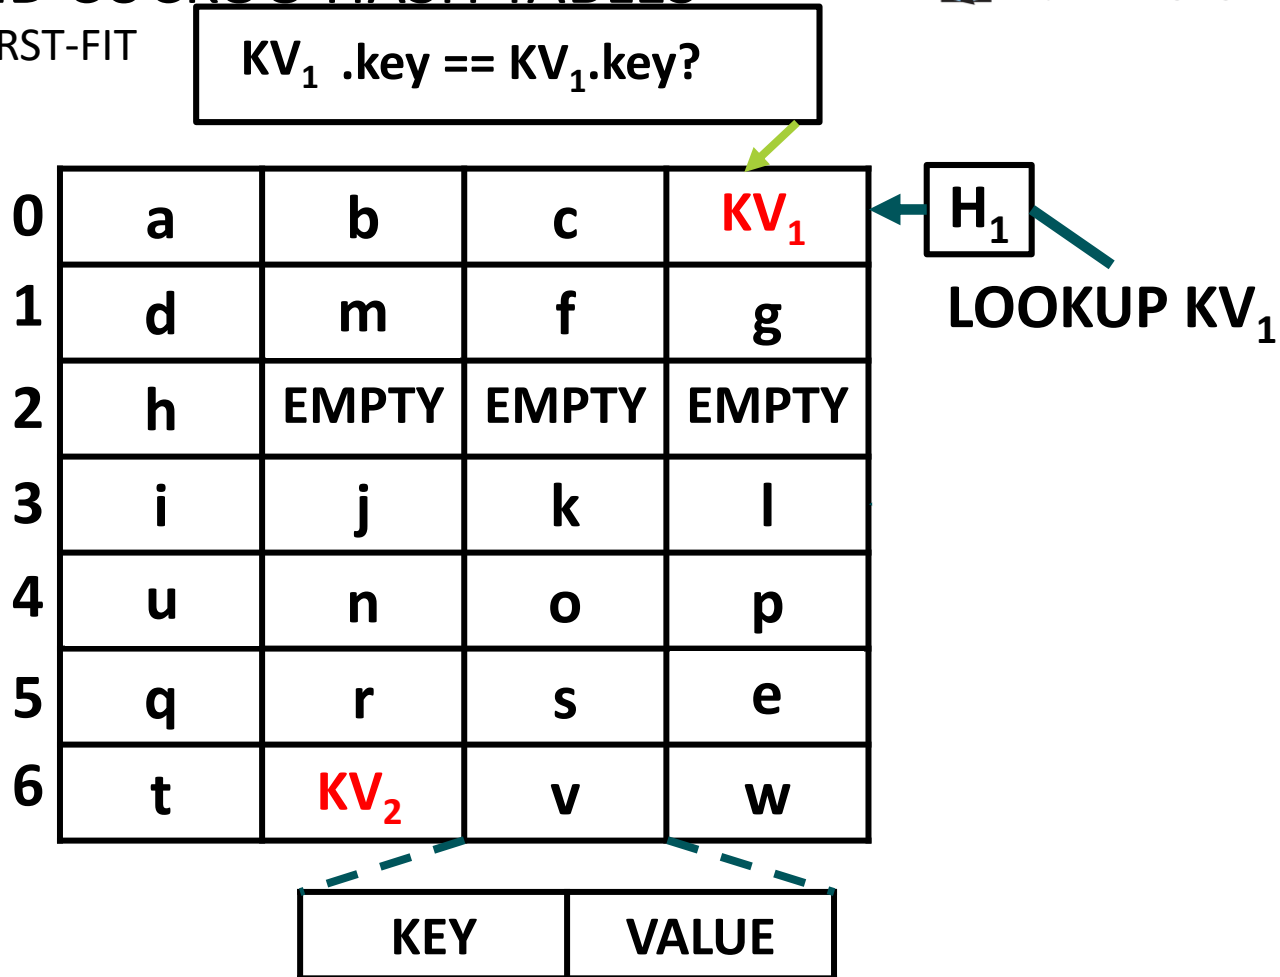 RST-FIT
KV₁ .key == KV₁.key?
0 a b c KV₁ H₁
1 d m f g
LOOKUP KV₁
2 h EMPTY EMPTY EMPTY
3 i j k l
4 u n o p
5 q r s e
6 t KV₂ v w
KEY VALUE